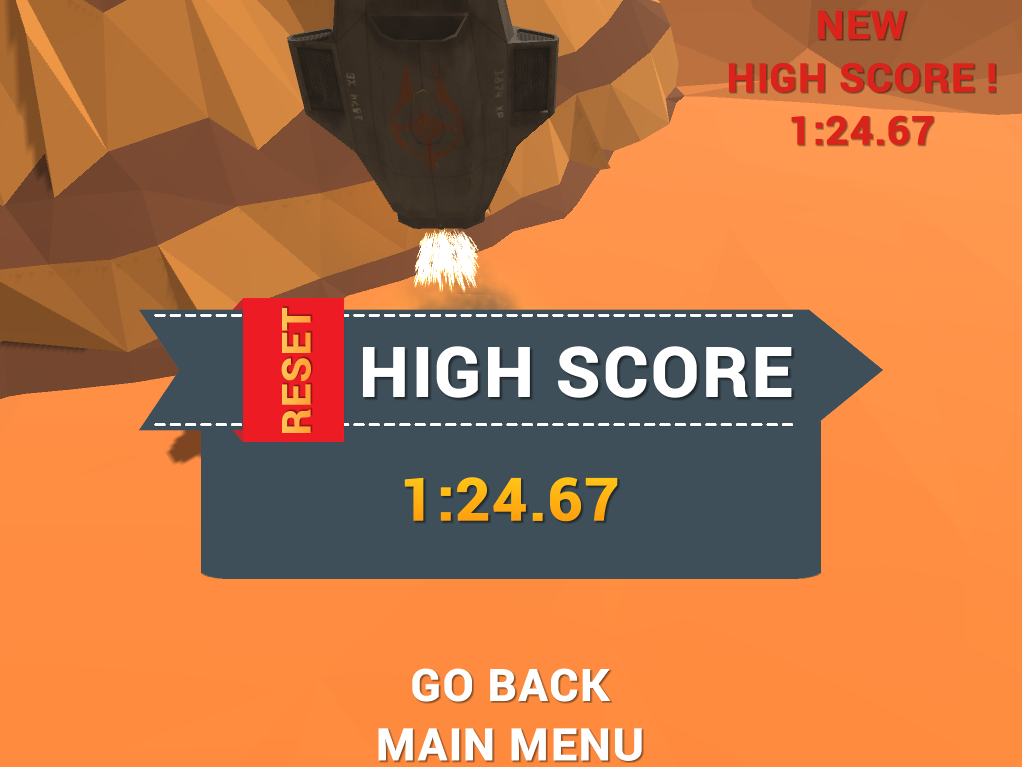 NEW
HIGH SCORE !
1:24.67
RESET
HIGH SCORE
1:24.67
GO BACK
MAIN MENU